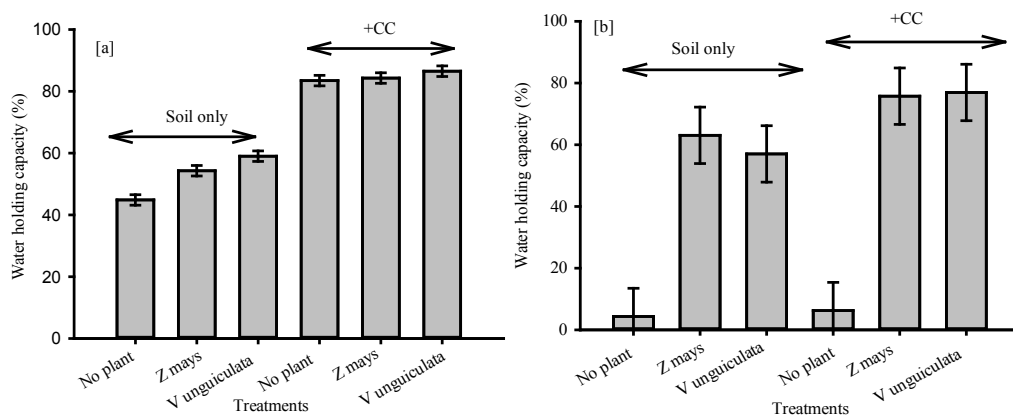 [a]
+CC
Soil only
Water holding capacity (%)
100
80
60
40
20
0
No plant
Z mays
V unguiculata
No plant
Z mays
V unguiculata
Treatments
[b]
+CC
Soil only
Water holding capacity (%)
100
80
60
40
20
0
No plant
Z mays
V unguiculata
No plant
Z mays
V unguiculata
Treatments